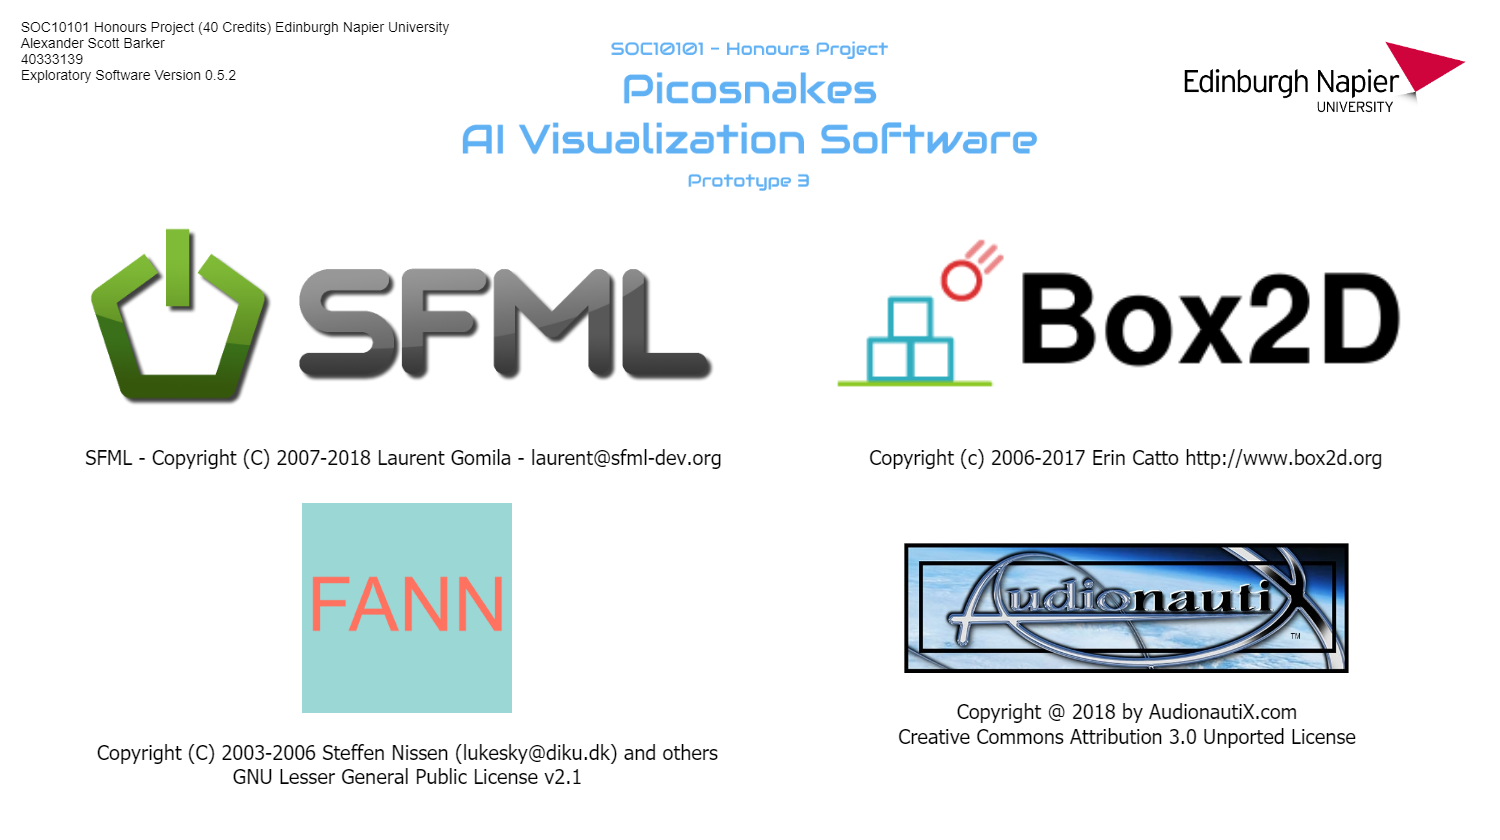 SOC10101 Honours Project (40 Credits) Edinburgh Napier University
Alexander Scott Barker
40333139
Exploratory Software Version 0.5.2
SOC10101 - Honours Project
Picosnakes
AI Visualization Software
Prototype 3
Edinburgh Napier
UNIVERSITY
SFML
Box2D
SFML - Copyright (C) 2007-2018 Laurent Gomila - laurent@sfml-dev.org
Copyright (c) 2006-2017 Erin Catto http://www.box2d.org
FANN
AudionautiX
TM
Copyright (C) 2003-2006 Steffen Nissen (lukesky@diku.dk) and others
GNU Lesser General Public License v2.1
Copyright @ 2018 by AudionautiX.com
Creative Commons Attribution 3.0 Unported License